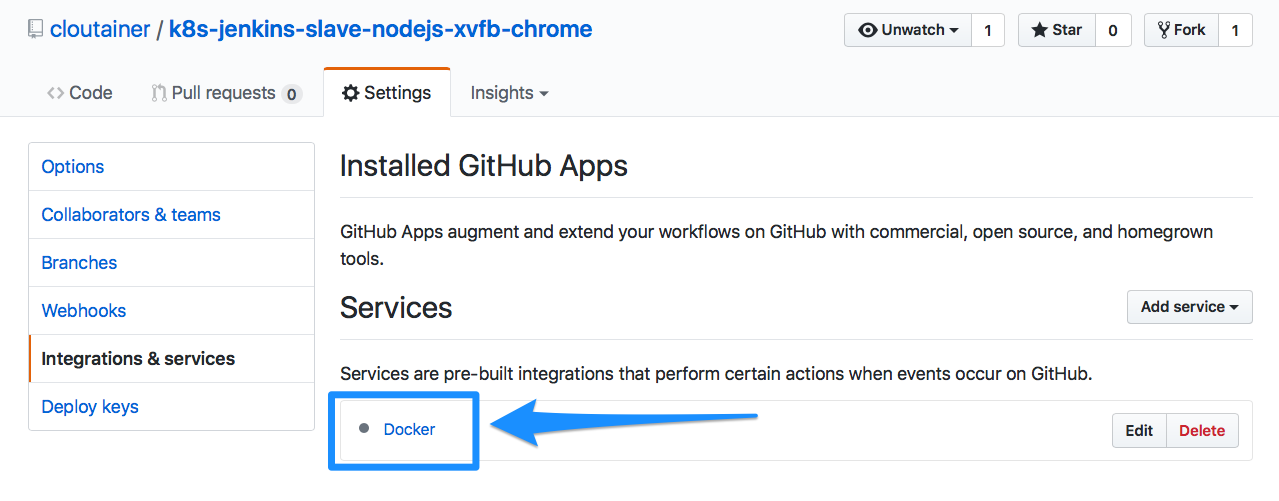 cloutainer / k8s-jenkins-slave-nodejs-xvfb-chrome
Unwatch 1 Star 0 Fork 1
Code Pull requests 0 Settings Insights
Options
Collaborators & teams
Branches
Webhooks
Integrations & services
Deploy keys
Installed GitHub Apps
GitHub Apps augment and extend your workflows on GitHub with commercial, open source, and homegrown
tools.
Services
Add service
Services are pre-built integrations that perform certain actions when events occur on GitHub.
Docker
Edit Delete